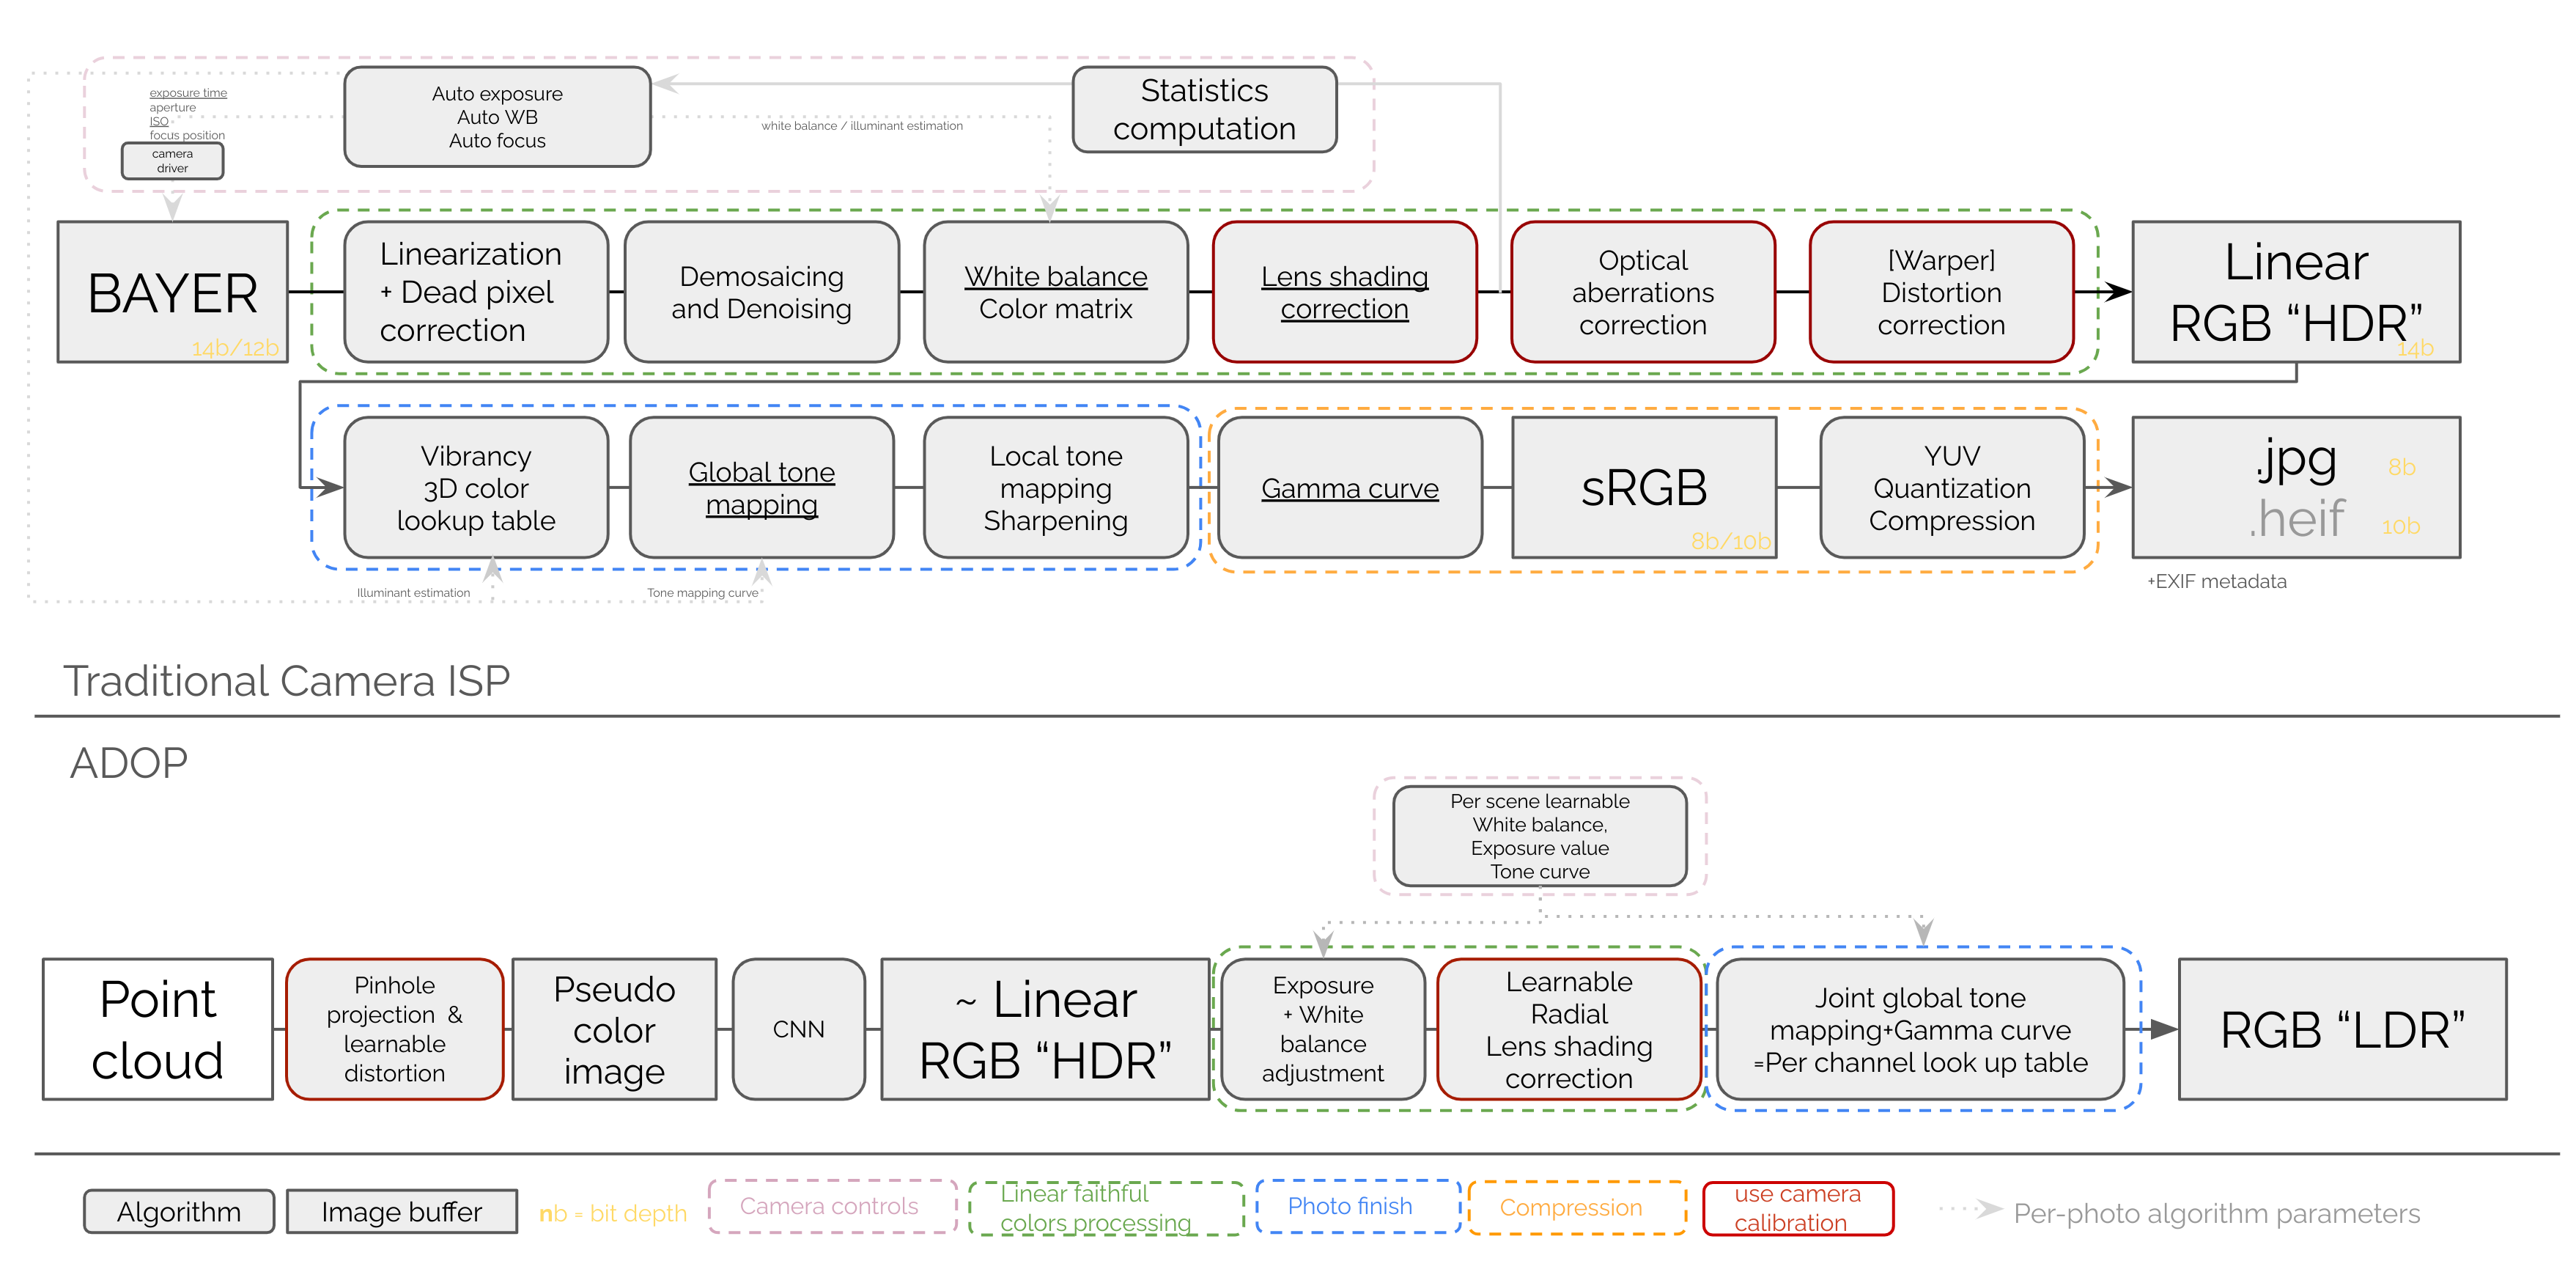 exposure time
aperture
ISO
focus position
camera
driver
Auto exposure
Auto WB
Auto focus
white balance / illuminant estimation
Statistics
computation
BAYER
14b/12b
Linearization
+ Dead pixel
correction
Demosaicing
and Denoising
White balance
Color matrix
Lens shading
correction
Optical
aberrations
correction
[Warper]
Distortion
correction
Linear
RGB “HDR”
14b
Vibrancy
3D color
lookup table
Global tone
mapping
Local tone
mapping
Sharpening
Gamma curve
sRGB
8b/10b
YUV
Quantization
Compression
.jpg
8b
.heif
10b
+EXIF metadata
Illuminant estimation
Tone mapping curve
Traditional Camera ISP
ADOP
Per scene learnable
White balance,
Exposure value
Tone curve
Point
cloud
Pinhole
projection &
learnable
distortion
Pseudo
color
image
CNN
~ Linear
RGB “HDR”
Exposure
+ White
balance
adjustment
Learnable
Radial
Lens shading
correction
Joint global tone
mapping+Gamma curve
=Per channel look up table
RGB “LDR”
Algorithm
Image buffer
nb = bit depth
Camera controls
Linear faithful
colors processing
Photo finish
Compression
use camera
calibration
Per-photo algorithm parameters